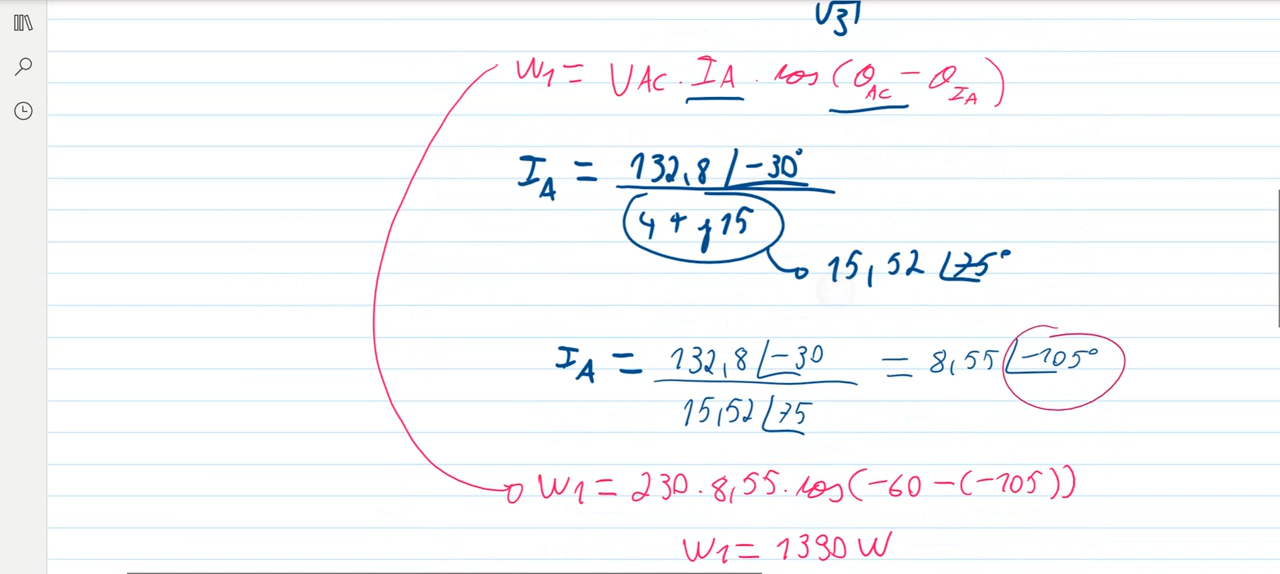 √3
W1 = VAC · IA · cos(θAC − θIA)
IA = 132,8 ∠−30°
4 + j15
15,52 ∠75°
IA = 132,8 ∠−30 = 8,55 ∠−105°
15,52 ∠75
W1 = 230 · 8,55 · cos(−60 − (−105))
W1 = 1390 W